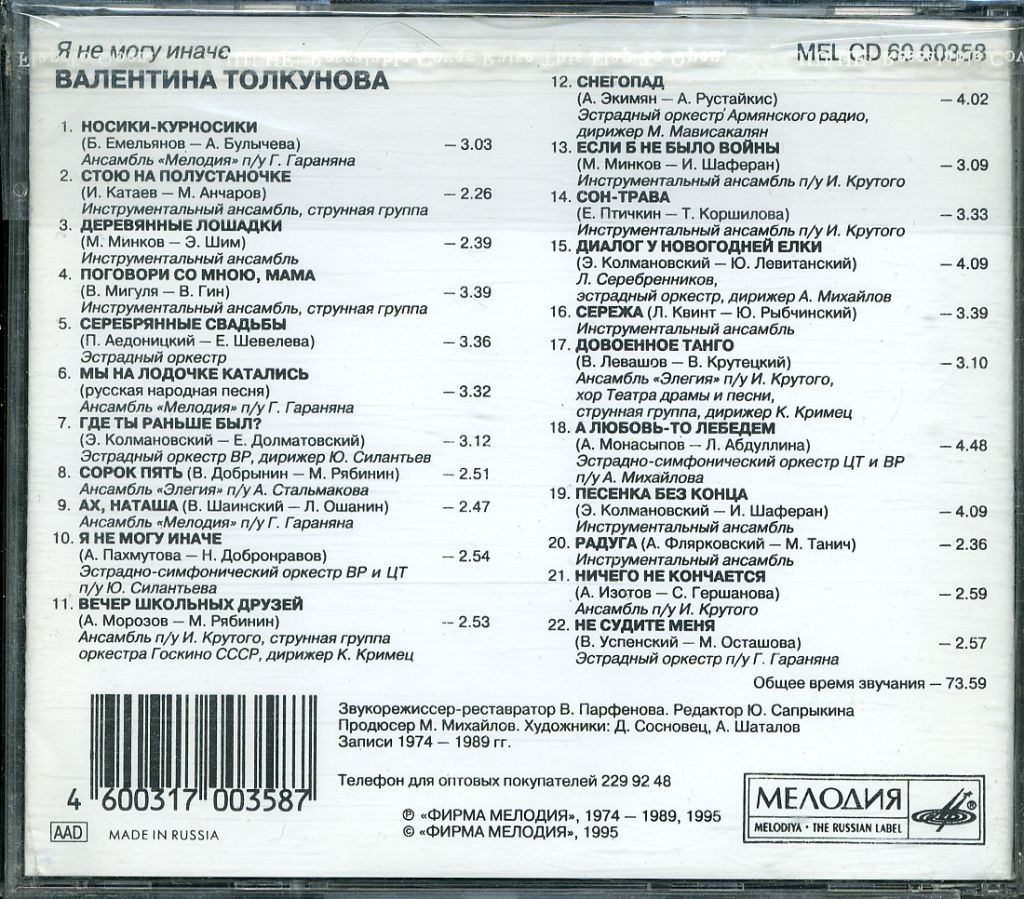 Я не могу иначе
ВАЛЕНТИНА ТОЛКУНОВА
MEL CD 60 00358
1. НОСИКИ-КУРНОСИКИ
(Б. Емельянов – А. Булычева) – 3.03
Ансамбль «Мелодия» п/у Г. Гараняна
2. СТОЮ НА ПОЛУСТАНОЧКЕ
(И. Катаев – М. Анчаров) – 2.26
Инструментальный ансамбль, струнная группа
3. ДЕРЕВЯННЫЕ ЛОШАДКИ
(М. Минков – Э. Шим) – 2.39
Инструментальный ансамбль
4. ПОГОВОРИ СО МНОЮ, МАМА
(В. Мигуля – В. Гин) – 3.39
Инструментальный ансамбль, струнная группа
5. СЕРЕБРЯННЫЕ СВАДЬБЫ
(П. Аедоницкий – Е. Шевелева) – 3.36
Эстрадный оркестр
6. МЫ НА ЛОДОЧКЕ КАТАЛИСЬ
(русская народная песня) – 3.32
Ансамбль «Мелодия» п/у Г. Гараняна
7. ГДЕ ТЫ РАНЬШЕ БЫЛ?
(Э. Колмановский – Е. Долматовский) – 3.12
Эстрадный оркестр ВР, дирижер Ю. Силантьев
8. СОРОК ПЯТЬ (В. Добрынин – М. Рябинин) – 2.51
Ансамбль «Элегия» п/у А. Стальмакова
9. АХ, НАТАША (В. Шаинский – Л. Ошанин) – 2.47
Ансамбль «Мелодия» п/у Г. Гараняна
10. Я НЕ МОГУ ИНАЧЕ
(А. Пахмутова – Н. Добронравов) – 2.54
Эстрадно-симфонический оркестр ВР и ЦТ
п/у Ю. Силантьева
11. ВЕЧЕР ШКОЛЬНЫХ ДРУЗЕЙ
(А. Морозов – М. Рябинин) – 2.53
Ансамбль п/у И. Крутого, струнная группа
оркестра Госкино СССР, дирижер К. Кримец
12. СНЕГОПАД
(А. Экимян – А. Рустайкис) – 4.02
Эстрадный оркестр Армянского радио,
дирижер М. Мависакалян
13. ЕСЛИ Б НЕ БЫЛО ВОЙНЫ
(М. Минков – И. Шаферан) – 3.09
Инструментальный ансамбль п/у И. Крутого
14. СОН-ТРАВА
(Е. Птичкин – Т. Коршилова) – 3.33
Инструментальный ансамбль п/у И. Крутого
15. ДИАЛОГ У НОВОГОДНЕЙ ЕЛКИ
(Э. Колмановский – Ю. Левитанский) – 4.09
Л. Серебренников,
эстрадный оркестр, дирижер А. Михайлов
16. СЕРЕЖА (Л. Квинт – Ю. Рыбчинский) – 3.39
Инструментальный ансамбль
17. ДОВОЕННОЕ ТАНГО
(В. Левашов – В. Крутецкий) – 3.10
Ансамбль «Элегия» п/у И. Крутого,
хор Театра драмы и песни,
струнная группа, дирижер К. Кримец
18. А ЛЮБОВЬ-ТО ЛЕБЕДЕМ
(А. Монасыпов – Л. Абдуллина) – 4.48
Эстрадно-симфонический оркестр ЦТ и ВР
п/у А. Михайлова
19. ПЕСЕНКА БЕЗ КОНЦА
(Э. Колмановский – И. Шаферан) – 4.09
Инструментальный ансамбль
20. РАДУГА (А. Флярковский – М. Танич) – 2.36
Инструментальный ансамбль
21. НИЧЕГО НЕ КОНЧАЕТСЯ
(А. Изотов – С. Гершанова) – 2.59
Ансамбль п/у И. Крутого
22. НЕ СУДИТЕ МЕНЯ
(В. Успенский – М. Осташова) – 2.57
Эстрадный оркестр п/у Г. Гараняна
Общее время звучания – 73.59
Звукорежиссер-реставратор В. Парфенова. Редактор Ю. Сапрыкина
Продюсер М. Михайлов. Художники: Д. Сосновец, А. Шаталов
Записи 1974 – 1989 гг.
Телефон для оптовых покупателей 229 92 48
℗ «ФИРМА МЕЛОДИЯ», 1974 – 1989, 1995
© «ФИРМА МЕЛОДИЯ», 1995
4 600317 003587
AAD MADE IN RUSSIA
МЕЛОДИЯ
MELODIYA · THE RUSSIAN LABEL
®